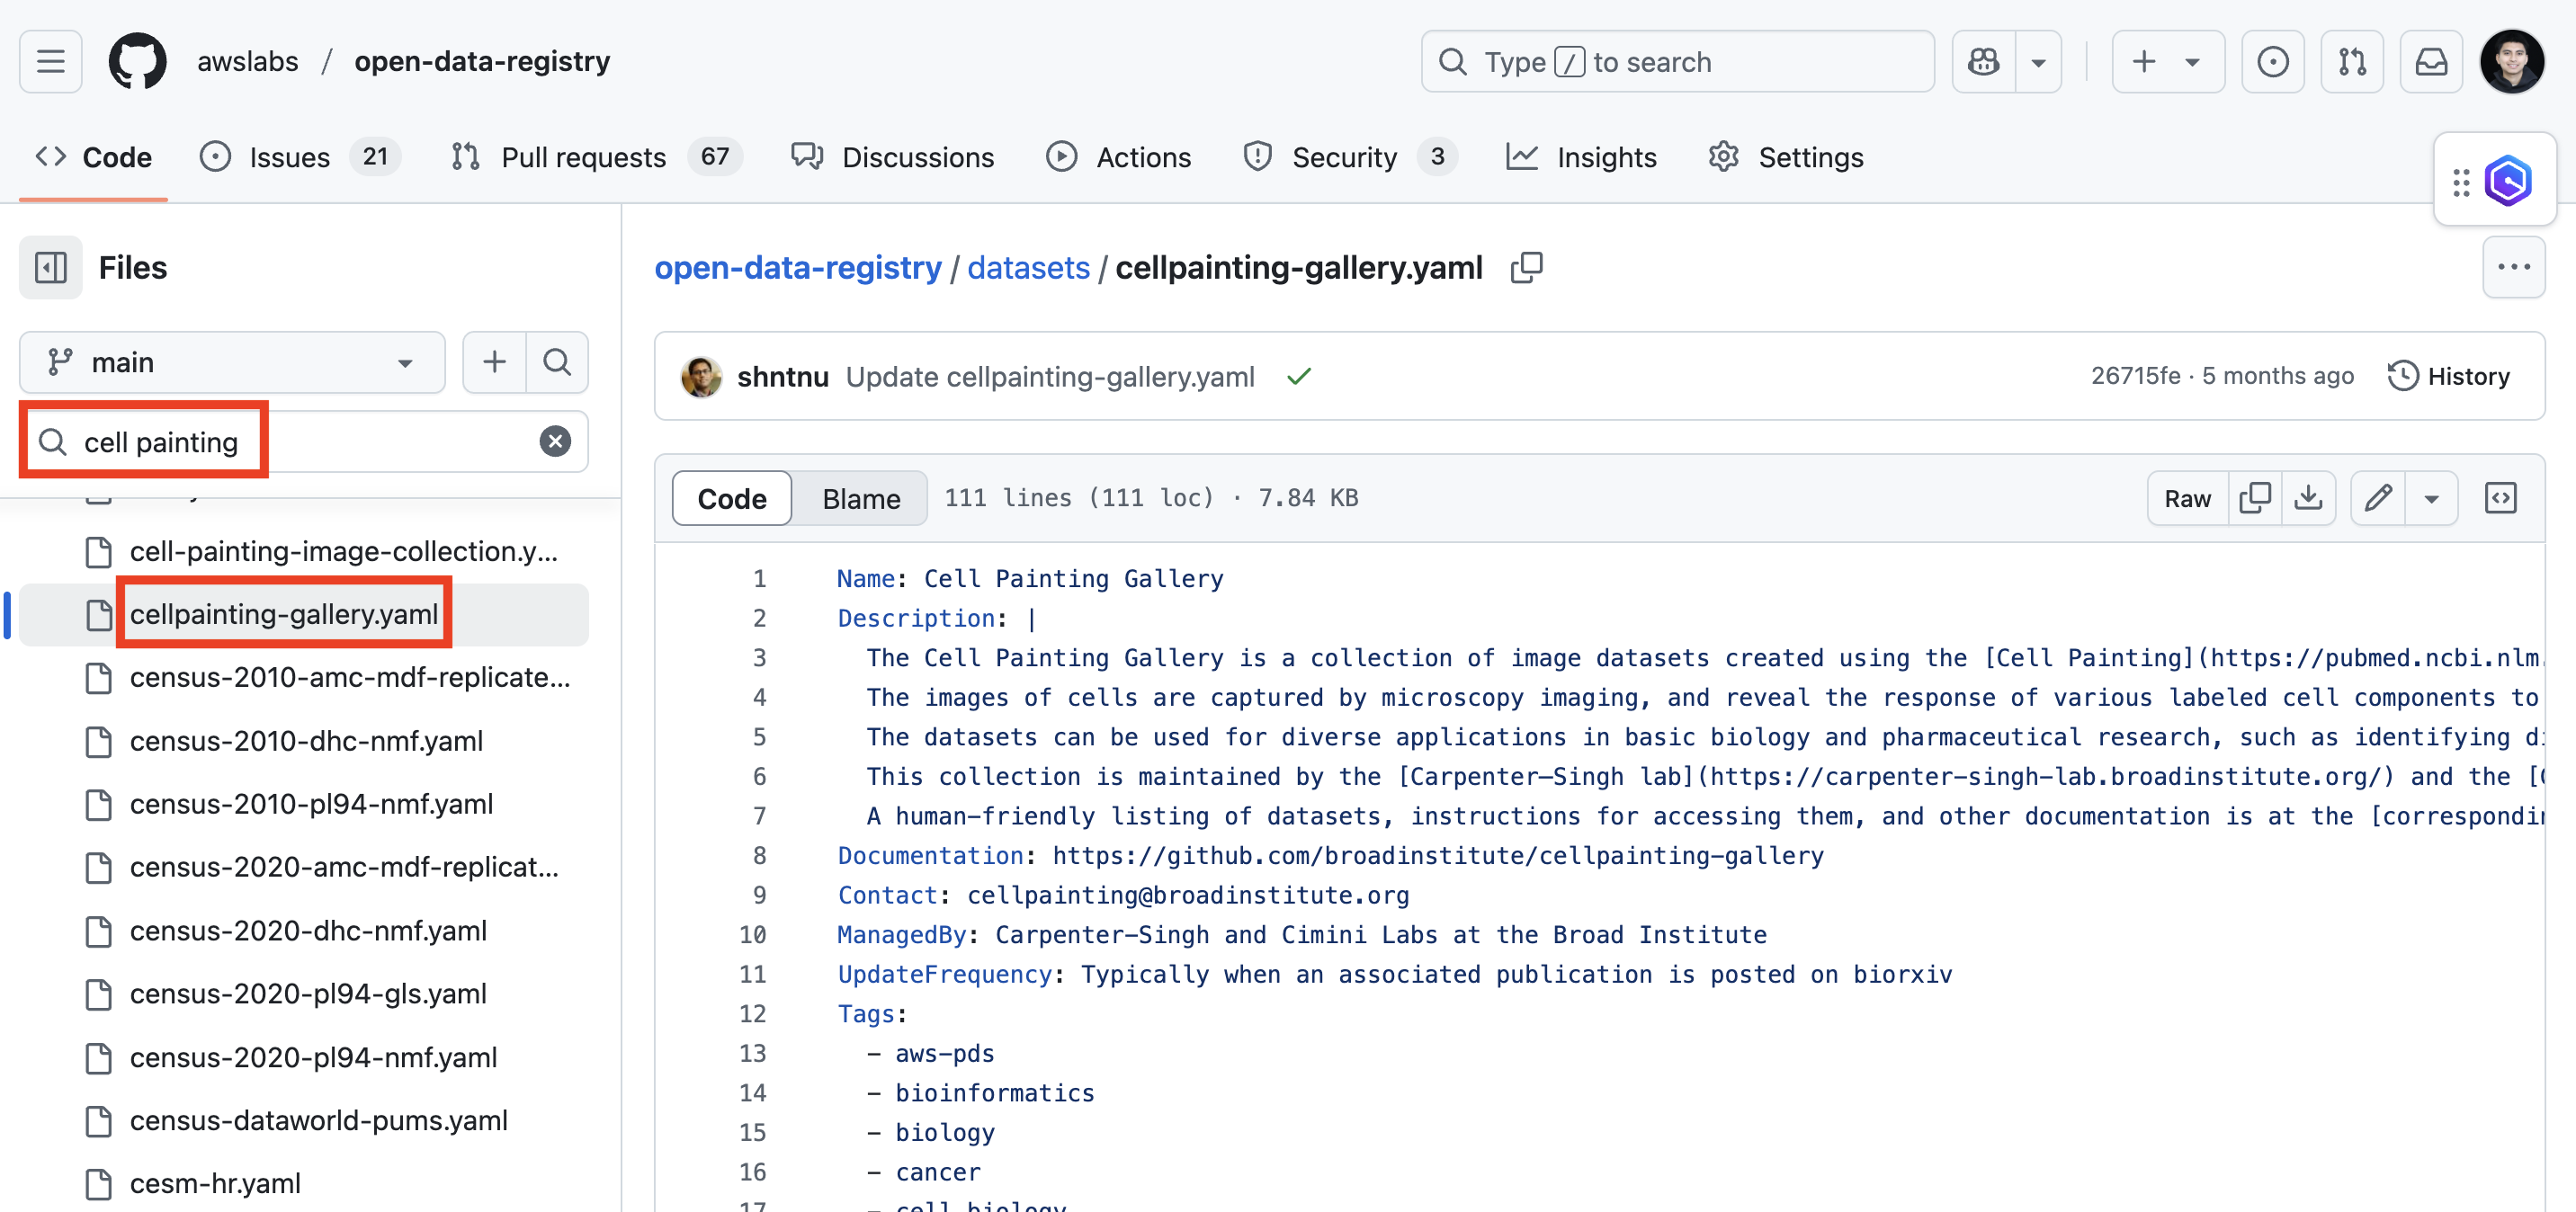 awslabs / open-data-registry
Type / to search
Code
Issues 21
Pull requests 67
Discussions
Actions
Security 3
Insights
Settings
Files
main
cell painting
cell-painting-image-collection.y...
cellpainting-gallery.yaml
census-2010-amc-mdf-replicate...
census-2010-dhc-nmf.yaml
census-2010-pl94-nmf.yaml
census-2020-amc-mdf-replicat...
census-2020-dhc-nmf.yaml
census-2020-pl94-gls.yaml
census-2020-pl94-nmf.yaml
census-dataworld-pums.yaml
cesm-hr.yaml
open-data-registry / datasets / cellpainting-gallery.yaml
shntnu Update cellpainting-gallery.yaml
26715fe · 5 months ago
History
Code Blame 111 lines (111 loc) · 7.84 KB
Raw
1 Name: Cell Painting Gallery
2 Description: |
3 The Cell Painting Gallery is a collection of image datasets created using the [Cell Painting](https://pubmed.ncbi.nlm.
4 The images of cells are captured by microscopy imaging, and reveal the response of various labeled cell components to
5 The datasets can be used for diverse applications in basic biology and pharmaceutical research, such as identifying
6 This collection is maintained by the [Carpenter–Singh lab](https://carpenter-singh-lab.broadinstitute.org/) and the
7 A human-friendly listing of datasets, instructions for accessing them, and other documentation is at the [correspondi
8 Documentation: https://github.com/broadinstitute/cellpainting-gallery
9 Contact: cellpainting@broadinstitute.org
10 ManagedBy: Carpenter-Singh and Cimini Labs at the Broad Institute
11 UpdateFrequency: Typically when an associated publication is posted on biorxiv
12 Tags:
13 - aws-pds
14 - bioinformatics
15 - biology
16 - cancer
17 - cell biology